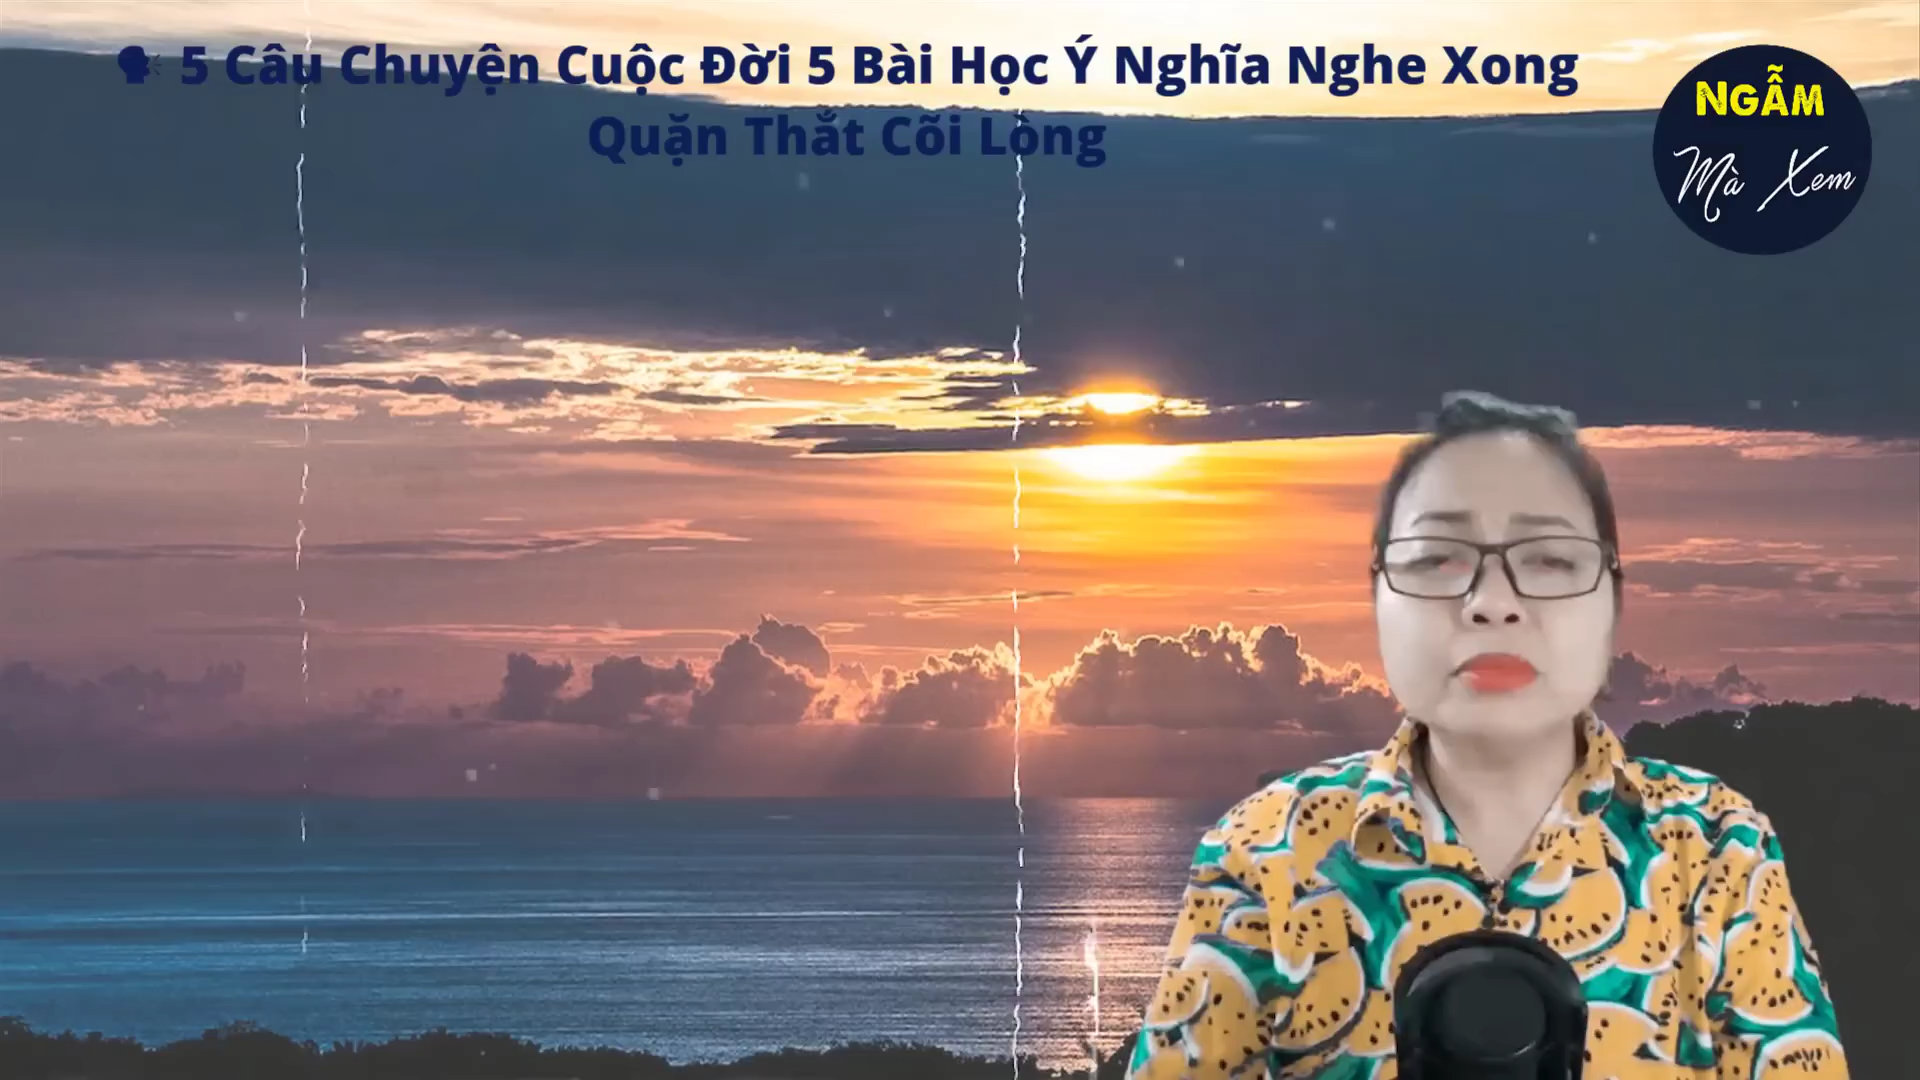 🗣 5 Câu Chuyện Cuộc Đời 5 Bài Học Ý Nghĩa Nghe Xong
Quặn Thắt Cõi Lòng
NGẪM
Mà Xem